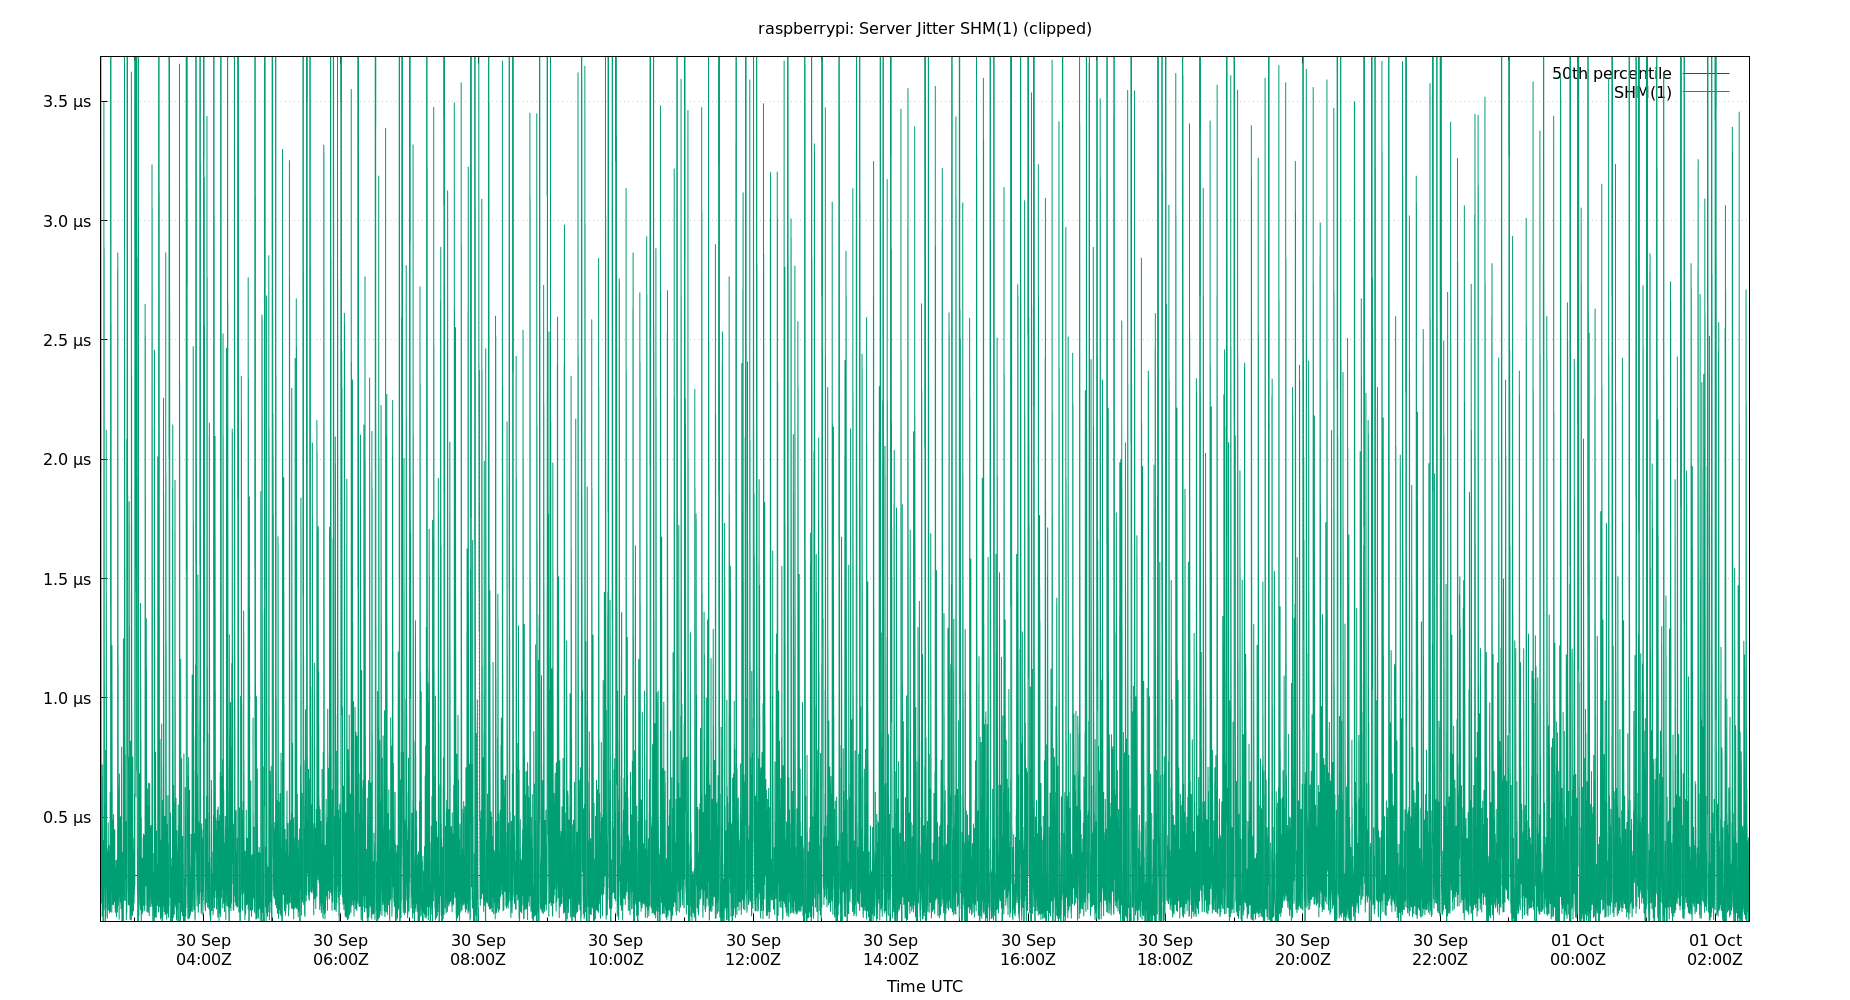 raspberrypi: Server Jitter SHM(1) (clipped)
50th percentile
SHM(1)
3.5 µs
3.0 µs
2.5 µs
2.0 µs
1.5 µs
1.0 µs
0.5 µs
30 Sep 30 Sep 30 Sep 30 Sep 30 Sep 30 Sep 30 Sep 30 Sep 30 Sep 30 Sep 01 Oct 01 Oct
04:00Z 06:00Z 08:00Z 10:00Z 12:00Z 14:00Z 16:00Z 18:00Z 20:00Z 22:00Z 00:00Z 02:00Z
Time UTC